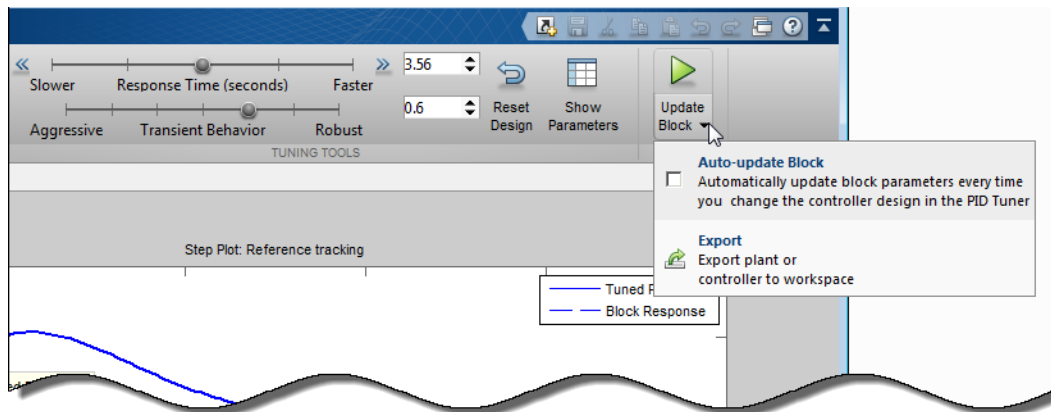 Slower Response Time (seconds) Faster 3.56
Aggressive Transient Behavior Robust 0.6
Reset
Design
Show
Parameters
Update
Block
TUNING TOOLS
Auto-update Block
Automatically update block parameters every time
you change the controller design in the PID Tuner
Export
Export plant or
controller to workspace
Step Plot: Reference tracking
Tuned
Block Response